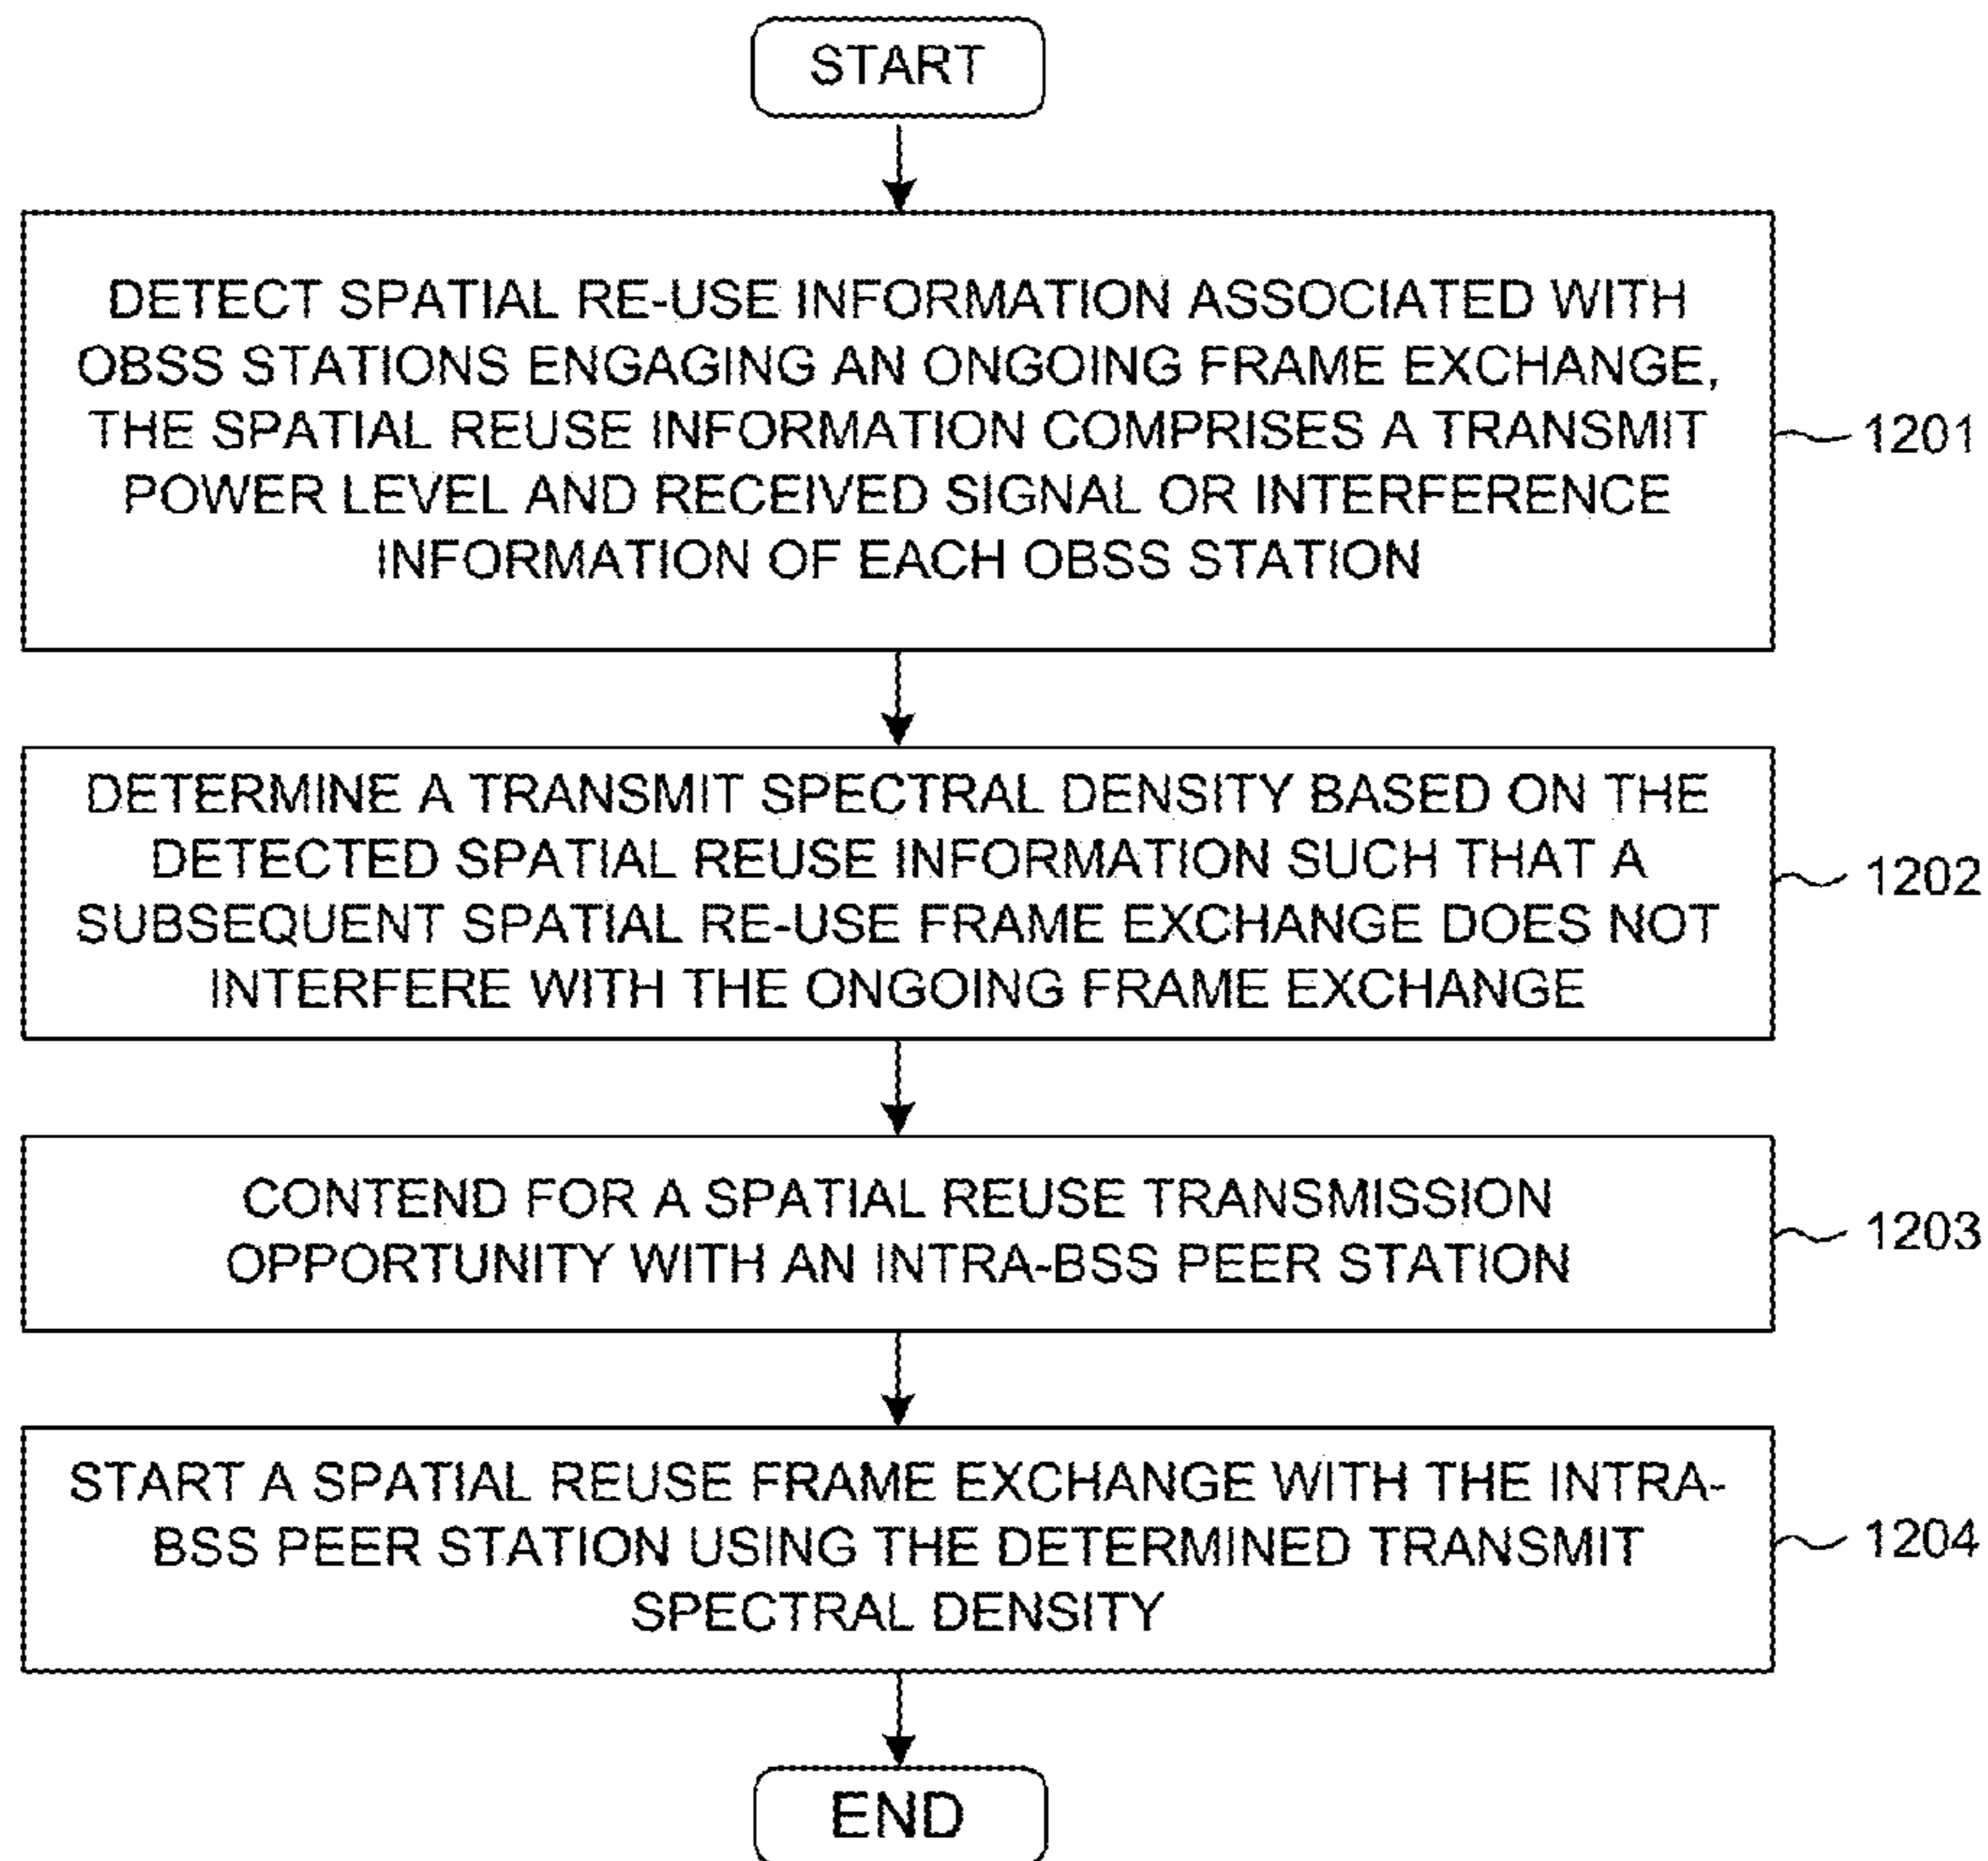 START
DETECT SPATIAL RE-USE INFORMATION ASSOCIATED WITH
OBSS STATIONS ENGAGING AN ONGOING FRAME EXCHANGE,
THE SPATIAL REUSE INFORMATION COMPRISES A TRANSMIT
POWER LEVEL AND RECEIVED SIGNAL OR INTERFERENCE
INFORMATION OF EACH OBSS STATION
1201
DETERMINE A TRANSMIT SPECTRAL DENSITY BASED ON THE
DETECTED SPATIAL REUSE INFORMATION SUCH THAT A
SUBSEQUENT SPATIAL RE-USE FRAME EXCHANGE DOES NOT
INTERFERE WITH THE ONGOING FRAME EXCHANGE
1202
CONTEND FOR A SPATIAL REUSE TRANSMISSION
OPPORTUNITY WITH AN INTRA-BSS PEER STATION
1203
START A SPATIAL REUSE FRAME EXCHANGE WITH THE INTRA-
BSS PEER STATION USING THE DETERMINED TRANSMIT
SPECTRAL DENSITY
1204
END